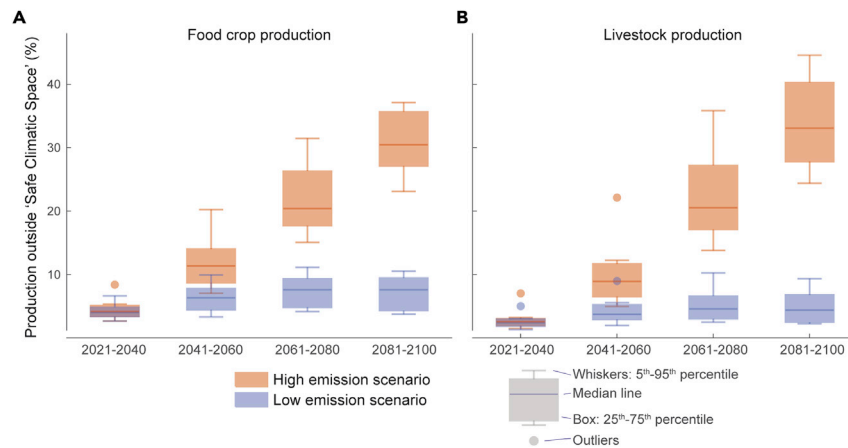 A
B
Food crop production
Livestock production
Production outside ‘Safe Climatic Space’ (%)
40
30
20
10
2021-2040
2041-2060
2061-2080
2081-2100
2021-2040
2041-2060
2061-2080
2081-2100
High emission scenario
Low emission scenario
Whiskers: 5th-95th percentile
Median line
Box: 25th-75th percentile
Outliers